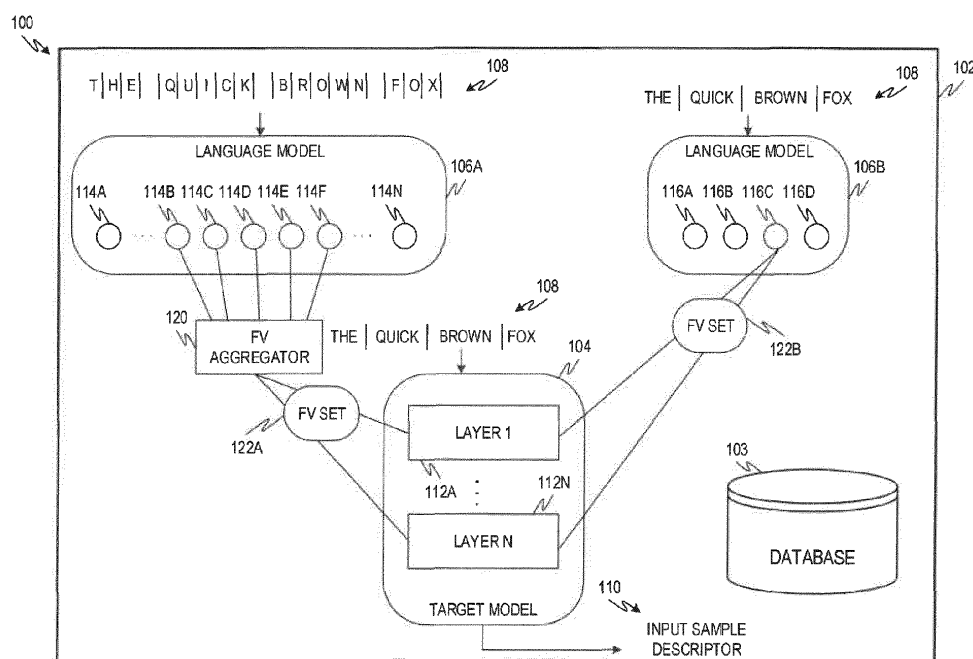 100
T|H|E| |Q|U|I|C|K| |B|R|O|W|N| |F|O|X|
108
THE | QUICK | BROWN | FOX
108
102
LANGUAGE MODEL
106A
LANGUAGE MODEL
106B
114A
114B
114C
114D
114E
114F
114N
116A
116B
116C
116D
120
FV
AGGREGATOR
THE | QUICK | BROWN | FOX
108
FV SET
122B
104
FV SET
122A
LAYER 1
112A
112N
LAYER N
103
DATABASE
TARGET MODEL
110
INPUT SAMPLE
DESCRIPTOR